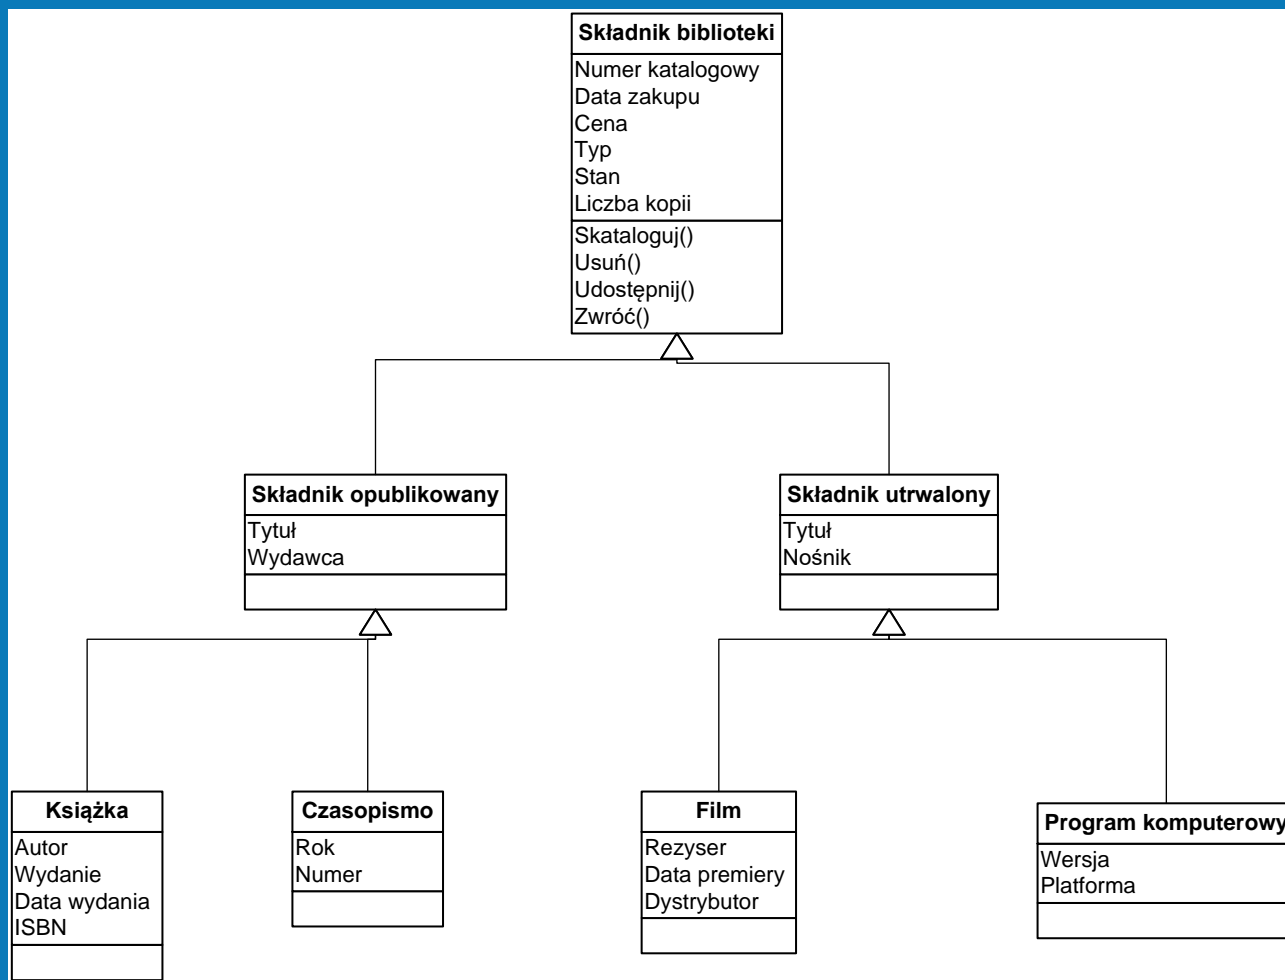 Składnik biblioteki
Numer katalogowy
Data zakupu
Cena
Typ
Stan
Liczba kopii
Skataloguj()
Usuń()
Udostępnij()
Zwróć()
Składnik opublikowany
Tytuł
Wydawca
Składnik utrwalony
Tytuł
Nośnik
Książka
Autor
Wydanie
Data wydania
ISBN
Czasopismo
Rok
Numer
Film
Rezyser
Data premiery
Dystrybutor
Program komputerowy
Wersja
Platforma